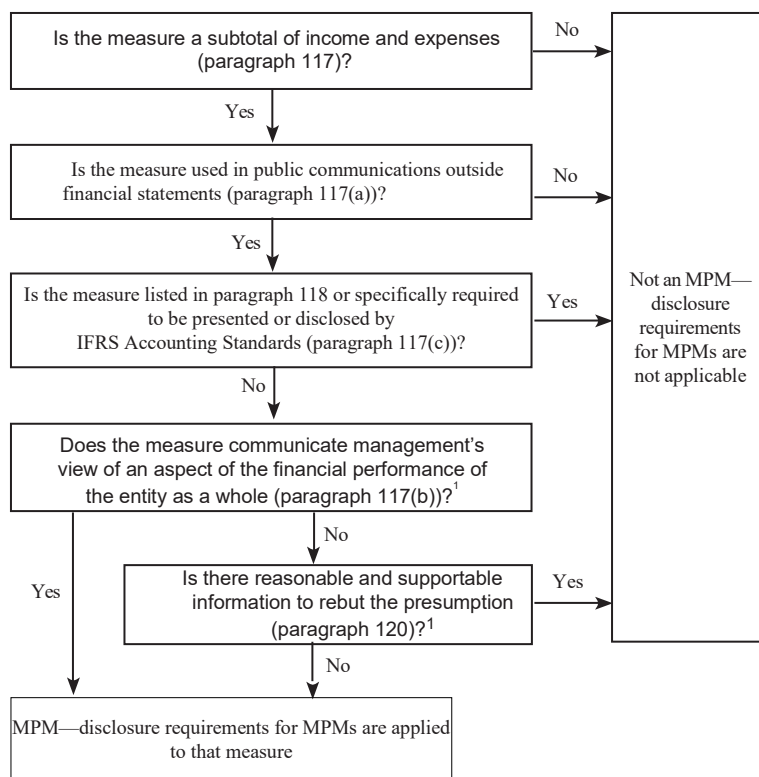 Is the measure a subtotal of income and expenses
(paragraph 117)?
No
Yes
Is the measure used in public communications outside
financial statements (paragraph 117(a))?
No
Yes
Is the measure listed in paragraph 118 or specifically required
to be presented or disclosed by
IFRS Accounting Standards (paragraph 117(c))?
Yes
Not an MPM—
disclosure
requirements
for MPMs are
not applicable
No
Does the measure communicate management's
view of an aspect of the financial performance of
the entity as a whole (paragraph 117(b))?¹
No
Yes
Is there reasonable and supportable
information to rebut the presumption
(paragraph 120)?¹
Yes
No
MPM—disclosure requirements for MPMs are applied
to that measure